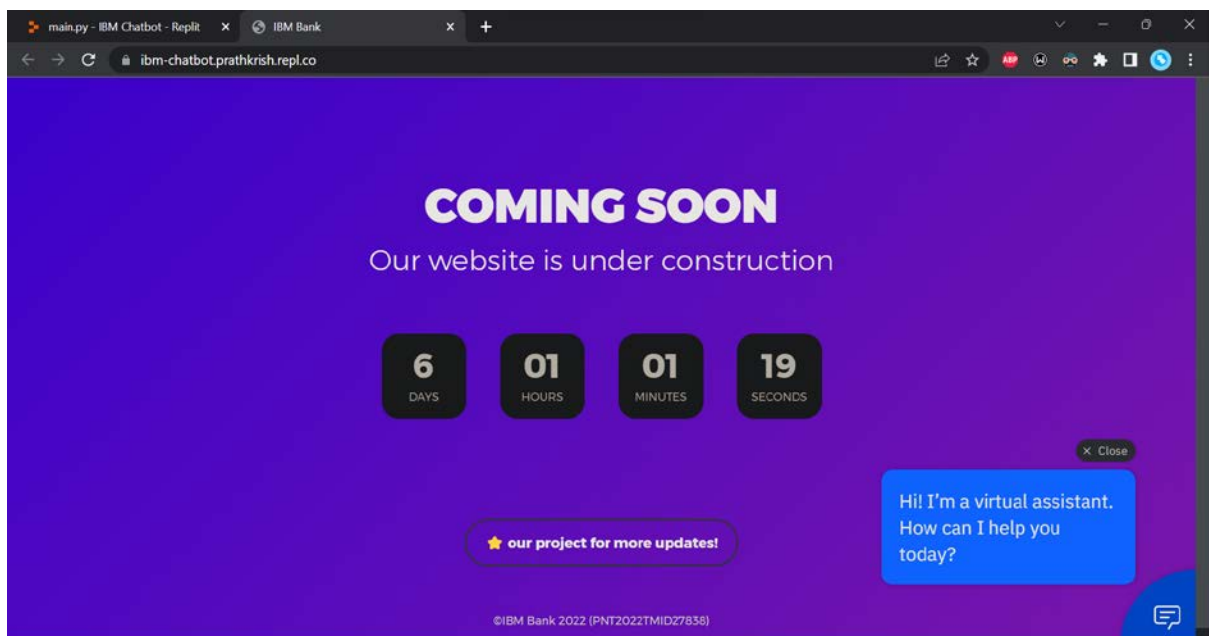 main.py - IBM Chatbot - Replit
IBM Bank
ibm-chatbot.prathkrish.repl.co
ABP
COMING SOON
Our website is under construction
6 01 01 19
DAYS HOURS MINUTES SECONDS
Close
Hi! I'm a virtual assistant.
How can I help you
today?
⭐ our project for more updates!
©IBM Bank 2022 (PNT2022TMID27838)